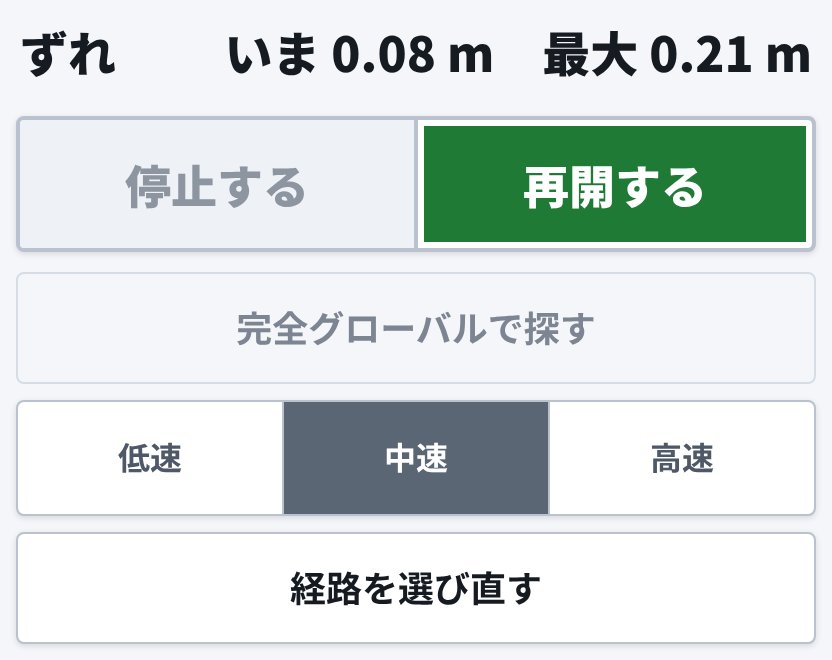 ずれ いま 0.08 m 最大 0.21 m
停止する 再開する
完全グローバルで探す
低速 中速 高速
経路を選び直す